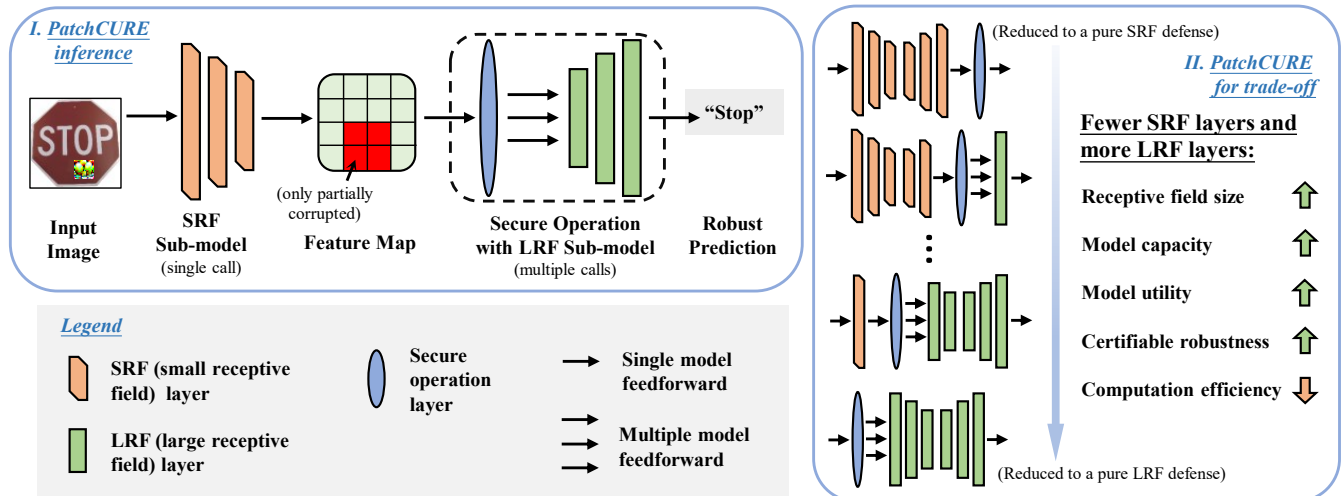 I. PatchCURE
inference
STOP
Input
Image
SRF
Sub-model
(single call)
(only partially
corrupted)
Feature Map
Secure Operation
with LRF Sub-model
(multiple calls)
“Stop”
Robust
Prediction
Legend
SRF (small receptive
field) layer
LRF (large receptive
field) layer
Secure
operation
layer
Single model
feedforward
Multiple model
feedforward
(Reduced to a pure SRF defense)
II. PatchCURE
for trade-off
Fewer SRF layers and
more LRF layers:
Receptive field size
Model capacity
Model utility
Certifiable robustness
Computation efficiency
(Reduced to a pure LRF defense)